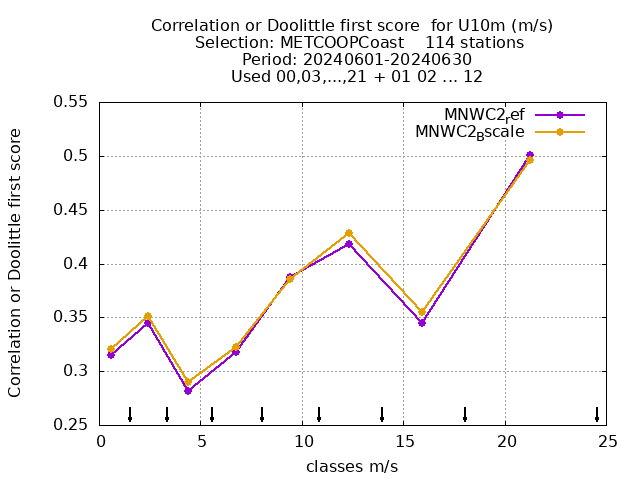 Correlation or Doolittle first score  for U10m (m/s)
Selection: METCOOPCoast    114 stations
Period: 20240601-20240630
Used 00,03,...,21 + 01 02 ... 12
Correlation or Doolittle first score
MNWC2ref
MNWC2Bscale
0.55
0.5
0.45
0.4
0.35
0.3
0.25
0 5 10 15 20 25
classes m/s